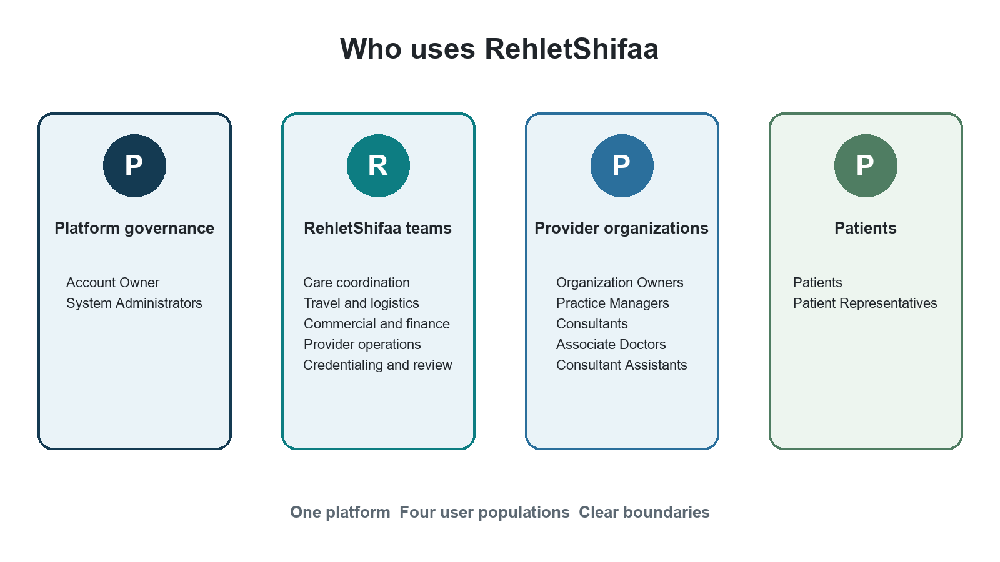 Who uses RehletShifaa
P
Platform governance
Account Owner
System Administrators
R
RehletShifaa teams
Care coordination
Travel and logistics
Commercial and finance
Provider operations
Credentialing and review
P
Provider organizations
Organization Owners
Practice Managers
Consultants
Associate Doctors
Consultant Assistants
P
Patients
Patients
Patient Representatives
One platform  Four user populations  Clear boundaries